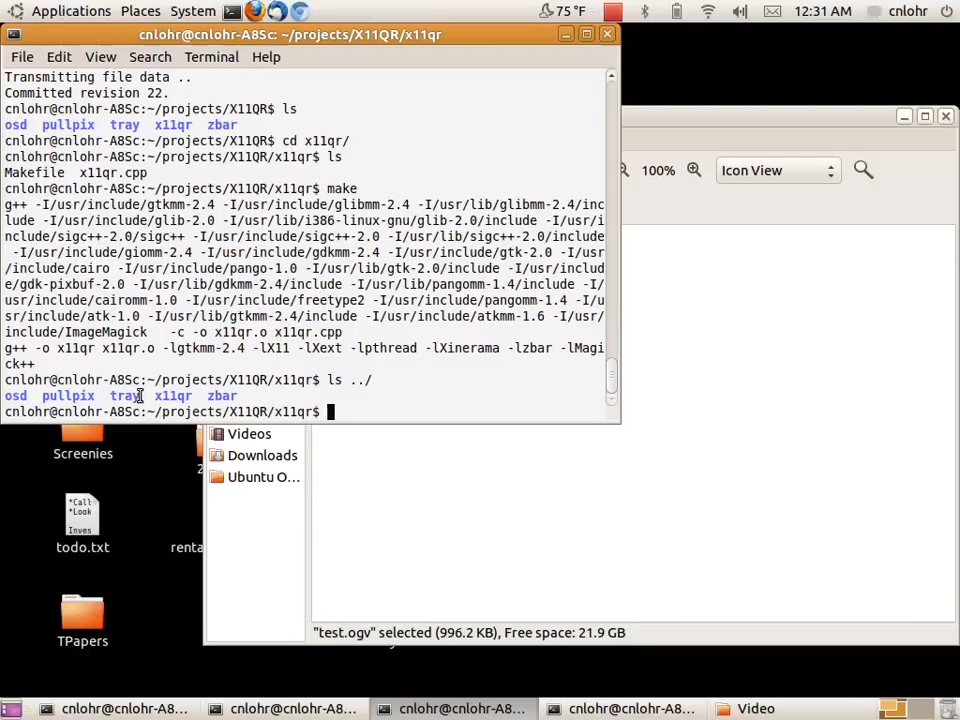 Applications Places System 75 °F 12:31 AM cnlohr
cnlohr@cnlohr-A8Sc: ~/projects/X11QR/x11qr
File Edit View Search Terminal Help
Transmitting file data ..
Committed revision 22.
cnlohr@cnlohr-A8Sc:~/projects/X11QR$ ls
osd pullpix tray x11qr zbar
cnlohr@cnlohr-A8Sc:~/projects/X11QR$ cd x11qr/
cnlohr@cnlohr-A8Sc:~/projects/X11QR/x11qr$ ls
Makefile x11qr.cpp
cnlohr@cnlohr-A8Sc:~/projects/X11QR/x11qr$ make
g++ -I/usr/include/gtkmm-2.4 -I/usr/include/glibmm-2.4 -I/usr/lib/glibmm-2.4/inc
lude -I/usr/include/glib-2.0 -I/usr/lib/i386-linux-gnu/glib-2.0/include -I/usr/i
nclude/sigc++-2.0/sigc++ -I/usr/include/sigc++-2.0 -I/usr/lib/sigc++-2.0/include
-I/usr/include/giomm-2.4 -I/usr/include/gdkmm-2.4 -I/usr/include/gtk-2.0 -I/usr
/include/cairo -I/usr/include/pango-1.0 -I/usr/lib/gtk-2.0/include -I/usr/includ
e/gdk-pixbuf-2.0 -I/usr/lib/gdkmm-2.4/include -I/usr/lib/pangomm-1.4/include -I/
usr/include/cairomm-1.0 -I/usr/include/freetype2 -I/usr/include/pangomm-1.4 -I/u
sr/include/atk-1.0 -I/usr/lib/gtkmm-2.4/include -I/usr/include/atkmm-1.6 -I/usr/
include/ImageMagick -c -o x11qr.o x11qr.cpp
g++ -o x11qr x11qr.o -lgtkmm-2.4 -lX11 -lXext -lpthread -lXinerama -lzbar -lMagi
ck++
cnlohr@cnlohr-A8Sc:~/projects/X11QR/x11qr$ ls ../
osd pullpix tray x11qr zbar
cnlohr@cnlohr-A8Sc:~/projects/X11QR/x11qr$
100% Icon View
Videos
Downloads
Ubuntu O...
Screenies
*Call
*Look
Inves
todo.txt
renta
TPapers
"test.ogv" selected (996.2 KB), Free space: 21.9 GB
cnlohr@cnlohr-A8... cnlohr@cnlohr-A8... cnlohr@cnlohr-A8... cnlohr@cnlohr-A8... Video